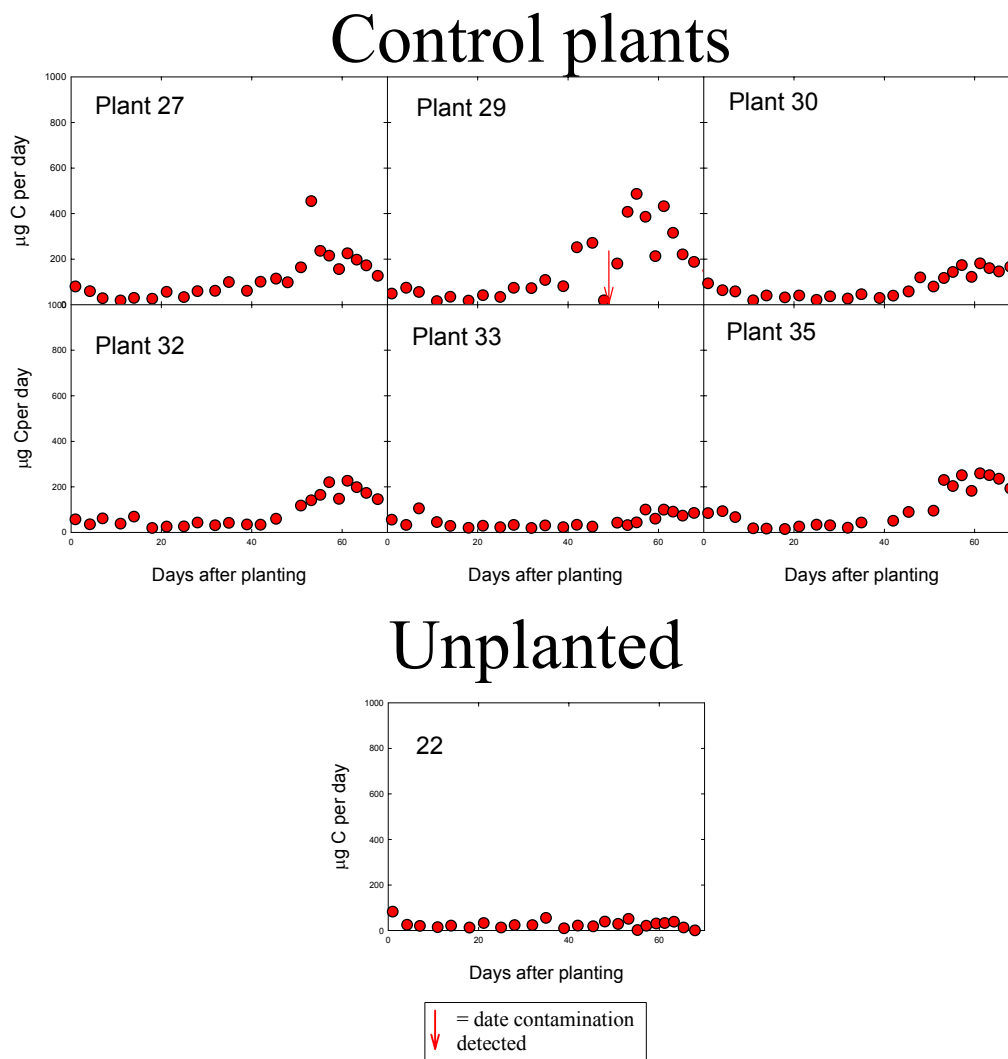 Control plants
Plant 27
Plant 29
Plant 30
1000
800
600
400
200
0
µg C per day
Plant 32
Plant 33
Plant 35
1000
800
600
400
200
0
µg Cper day
0 20 40 60
0 20 40 60
0 20 40 60
Days after planting
Days after planting
Days after planting
Unplanted
22
1000
800
600
400
200
0
µg C per day
0 20 40 60
Days after planting
= date contamination
detected